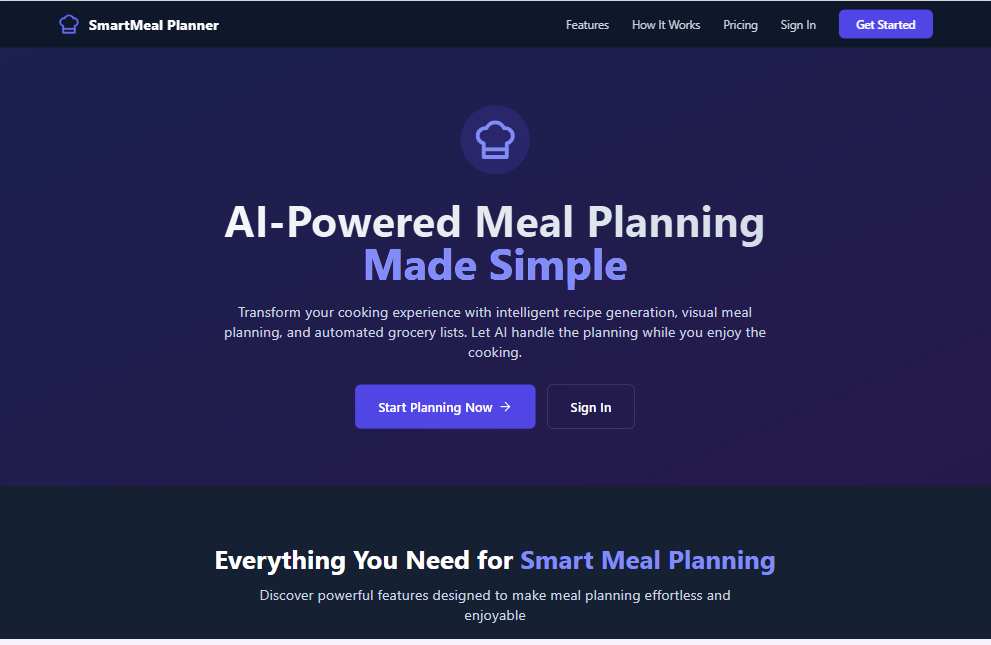 SmartMeal Planner
Features
How It Works
Pricing
Sign In
Get Started
AI-Powered Meal Planning
Made Simple
Transform your cooking experience with intelligent recipe generation, visual meal
planning, and automated grocery lists. Let AI handle the planning while you enjoy the
cooking.
Start Planning Now →
Sign In
Everything You Need for Smart Meal Planning
Discover powerful features designed to make meal planning effortless and
enjoyable